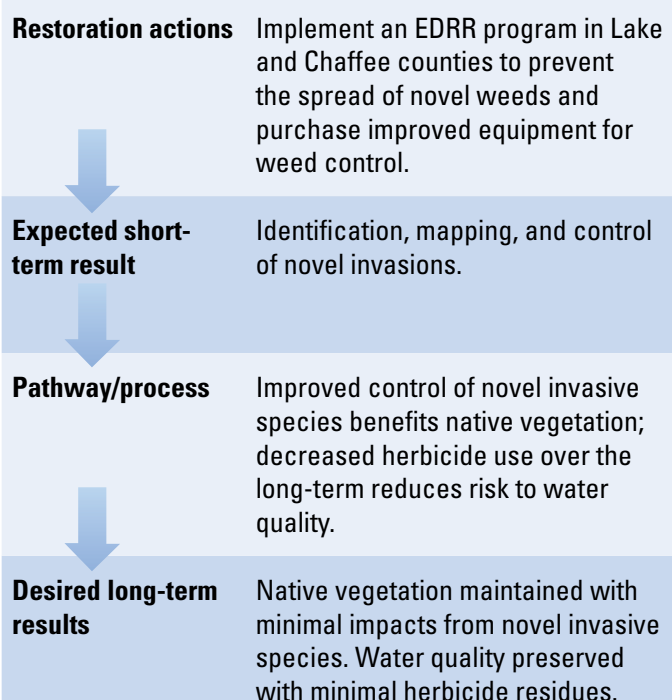 Restoration actions
Implement an EDRR program in Lake
and Chaffee counties to prevent
the spread of novel weeds and
purchase improved equipment for
weed control.
Expected short-
term result
Identification, mapping, and control
of novel invasions.
Pathway/process
Improved control of novel invasive
species benefits native vegetation;
decreased herbicide use over the
long-term reduces risk to water
quality.
Desired long-term
results
Native vegetation maintained with
minimal impacts from novel invasive
species. Water quality preserved
with minimal herbicide residues.